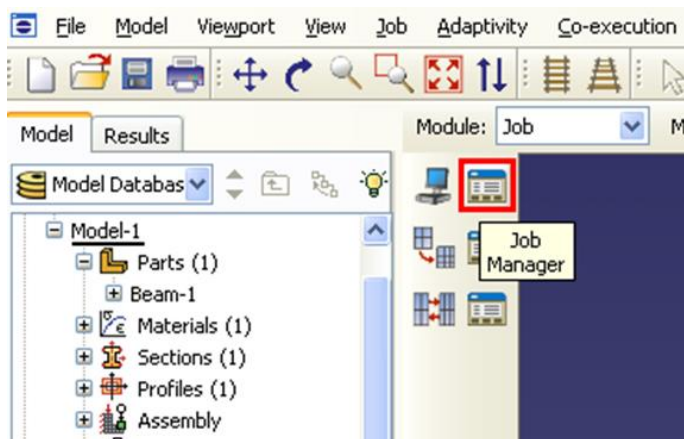 File Model Viewport View Job Adaptivity Co-execution
Model Results
Module: Job M
Model Databas
Model-1
Parts (1)
Beam-1
Materials (1)
Sections (1)
Profiles (1)
Assembly
Job
Manager